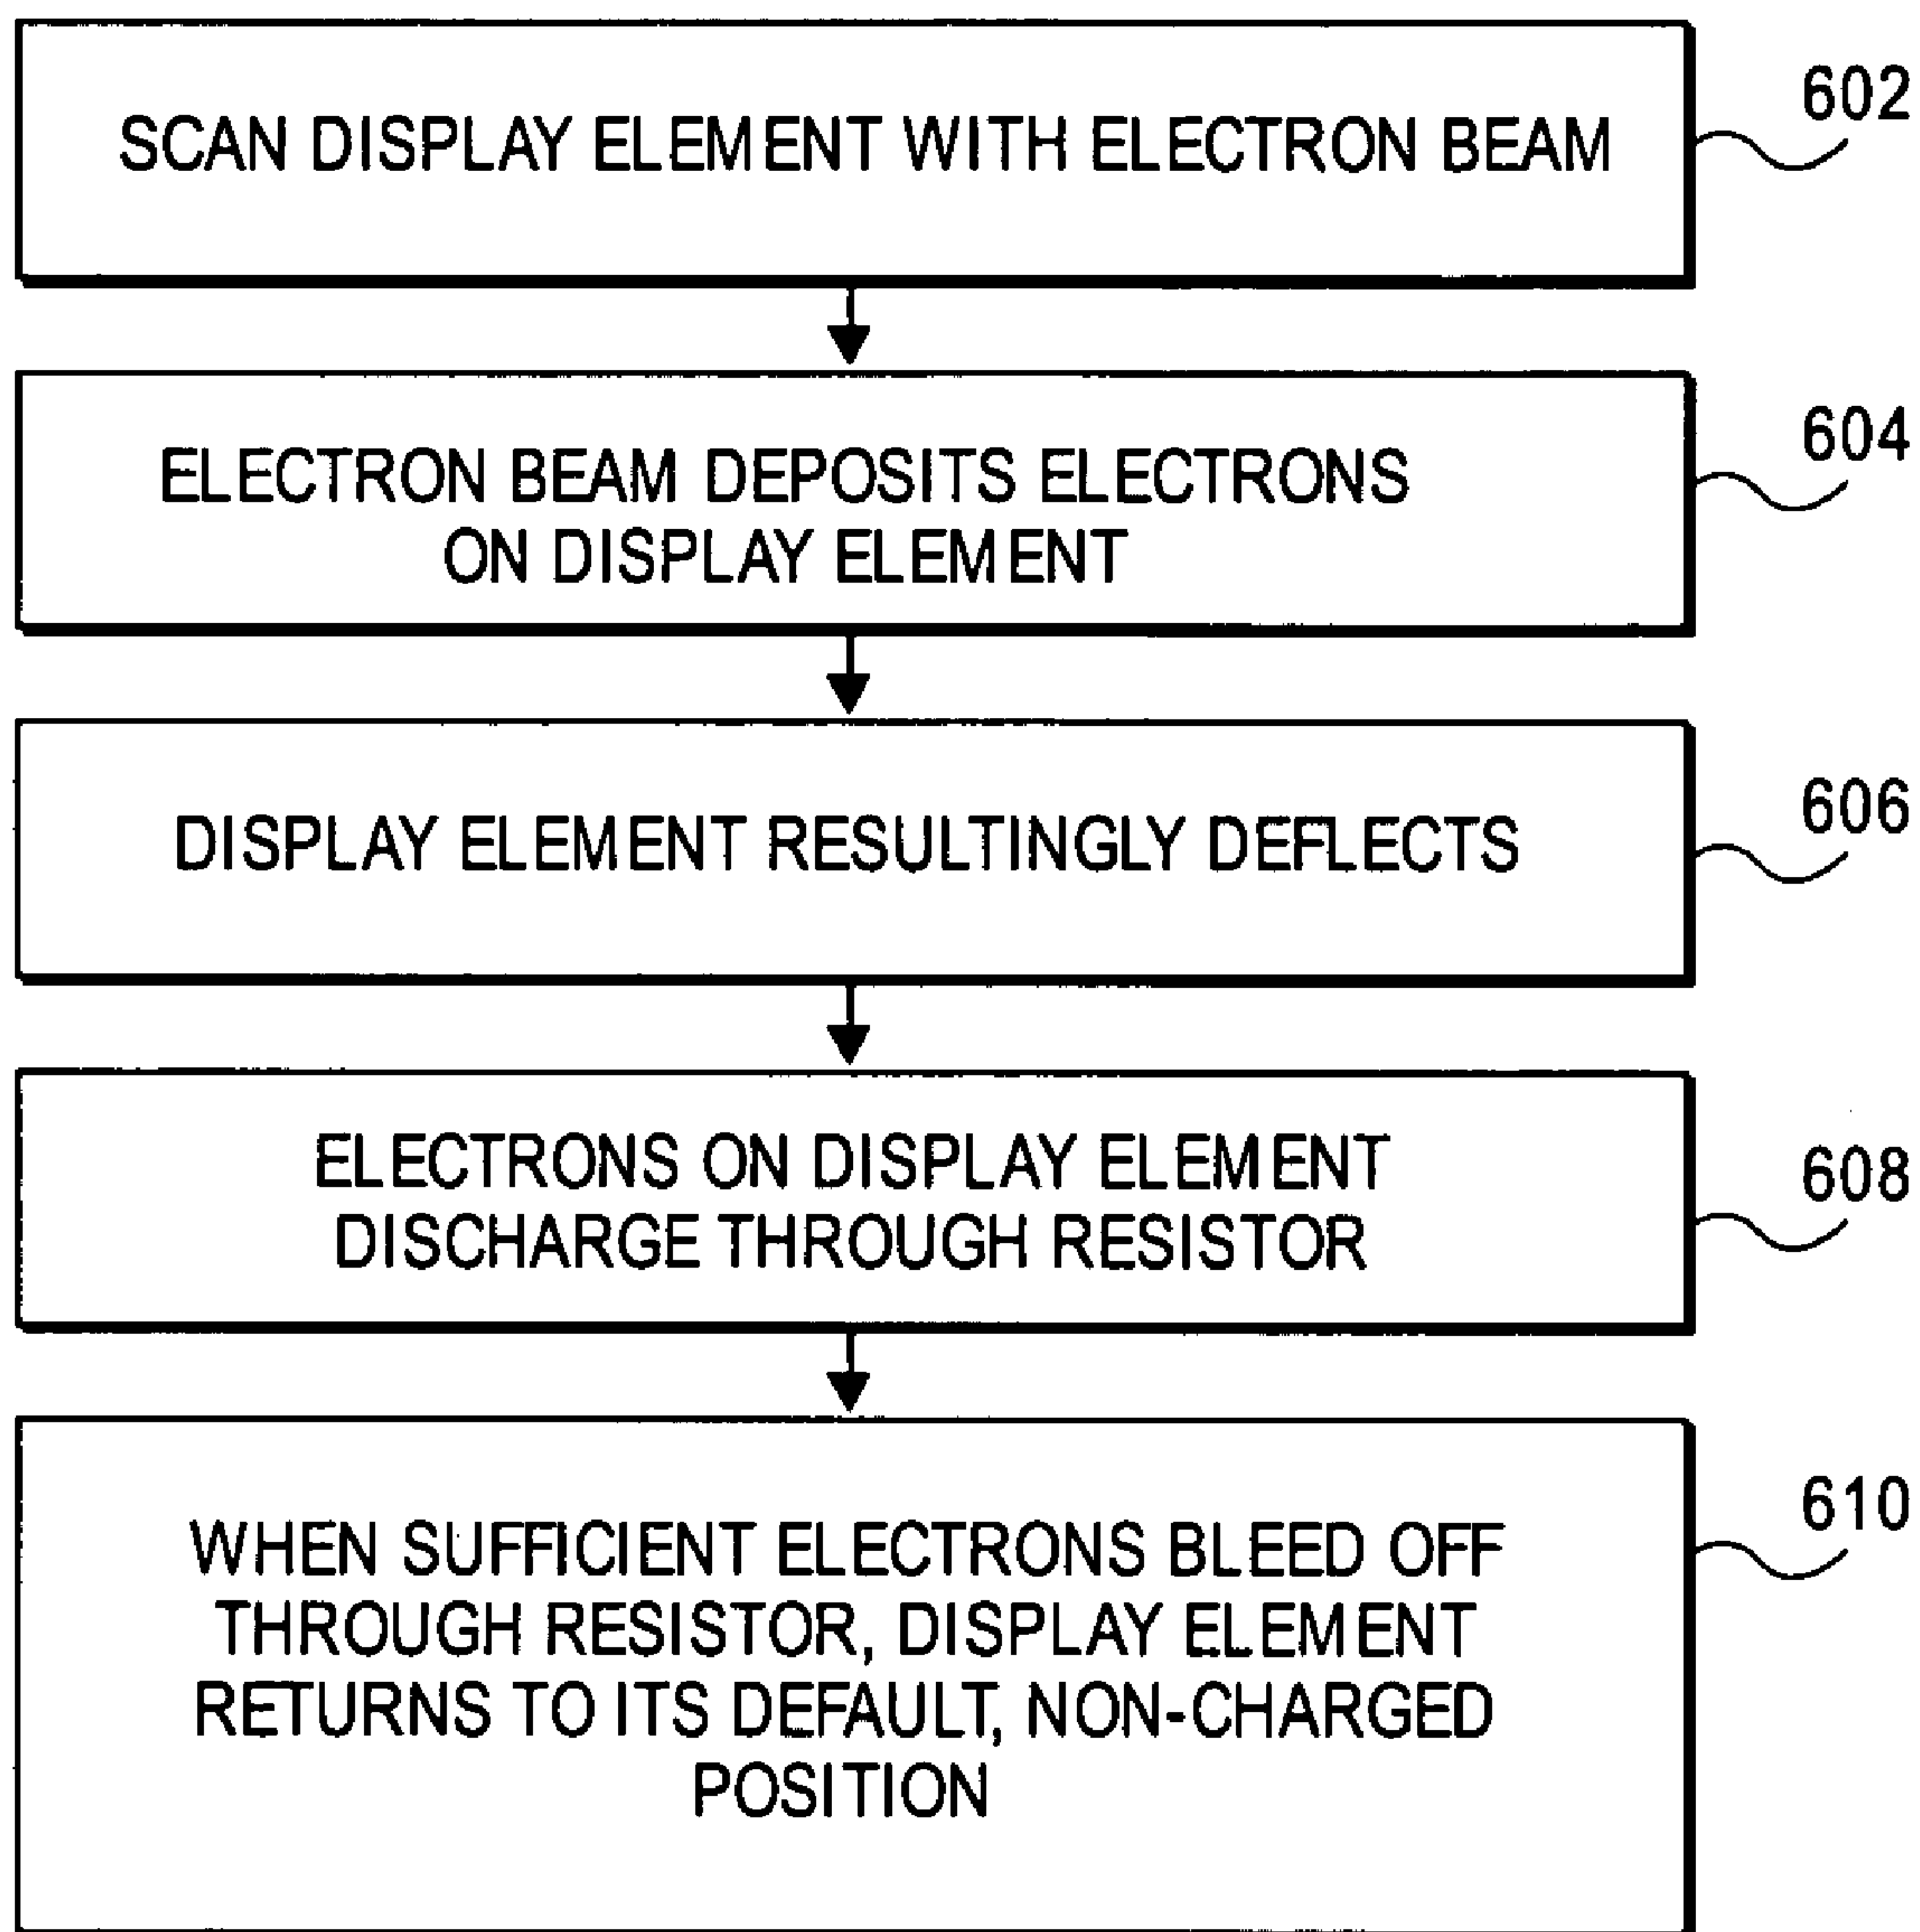 SCAN DISPLAY ELEMENT WITH ELECTRON BEAM
602
ELECTRON BEAM DEPOSITS ELECTRONS
ON DISPLAY ELEMENT
604
DISPLAY ELEMENT RESULTINGLY DEFLECTS
606
ELECTRONS ON DISPLAY ELEMENT
DISCHARGE THROUGH RESISTOR
608
WHEN SUFFICIENT ELECTRONS BLEED OFF
THROUGH RESISTOR, DISPLAY ELEMENT
RETURNS TO ITS DEFAULT, NON-CHARGED
POSITION
610